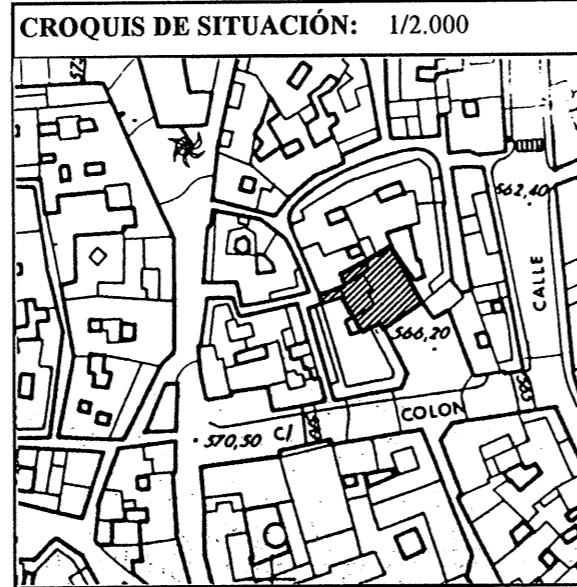 CROQUIS DE SITUACIÓN: 1/2.000
562,40
CALLE
566,20
COLON
570,50 C/